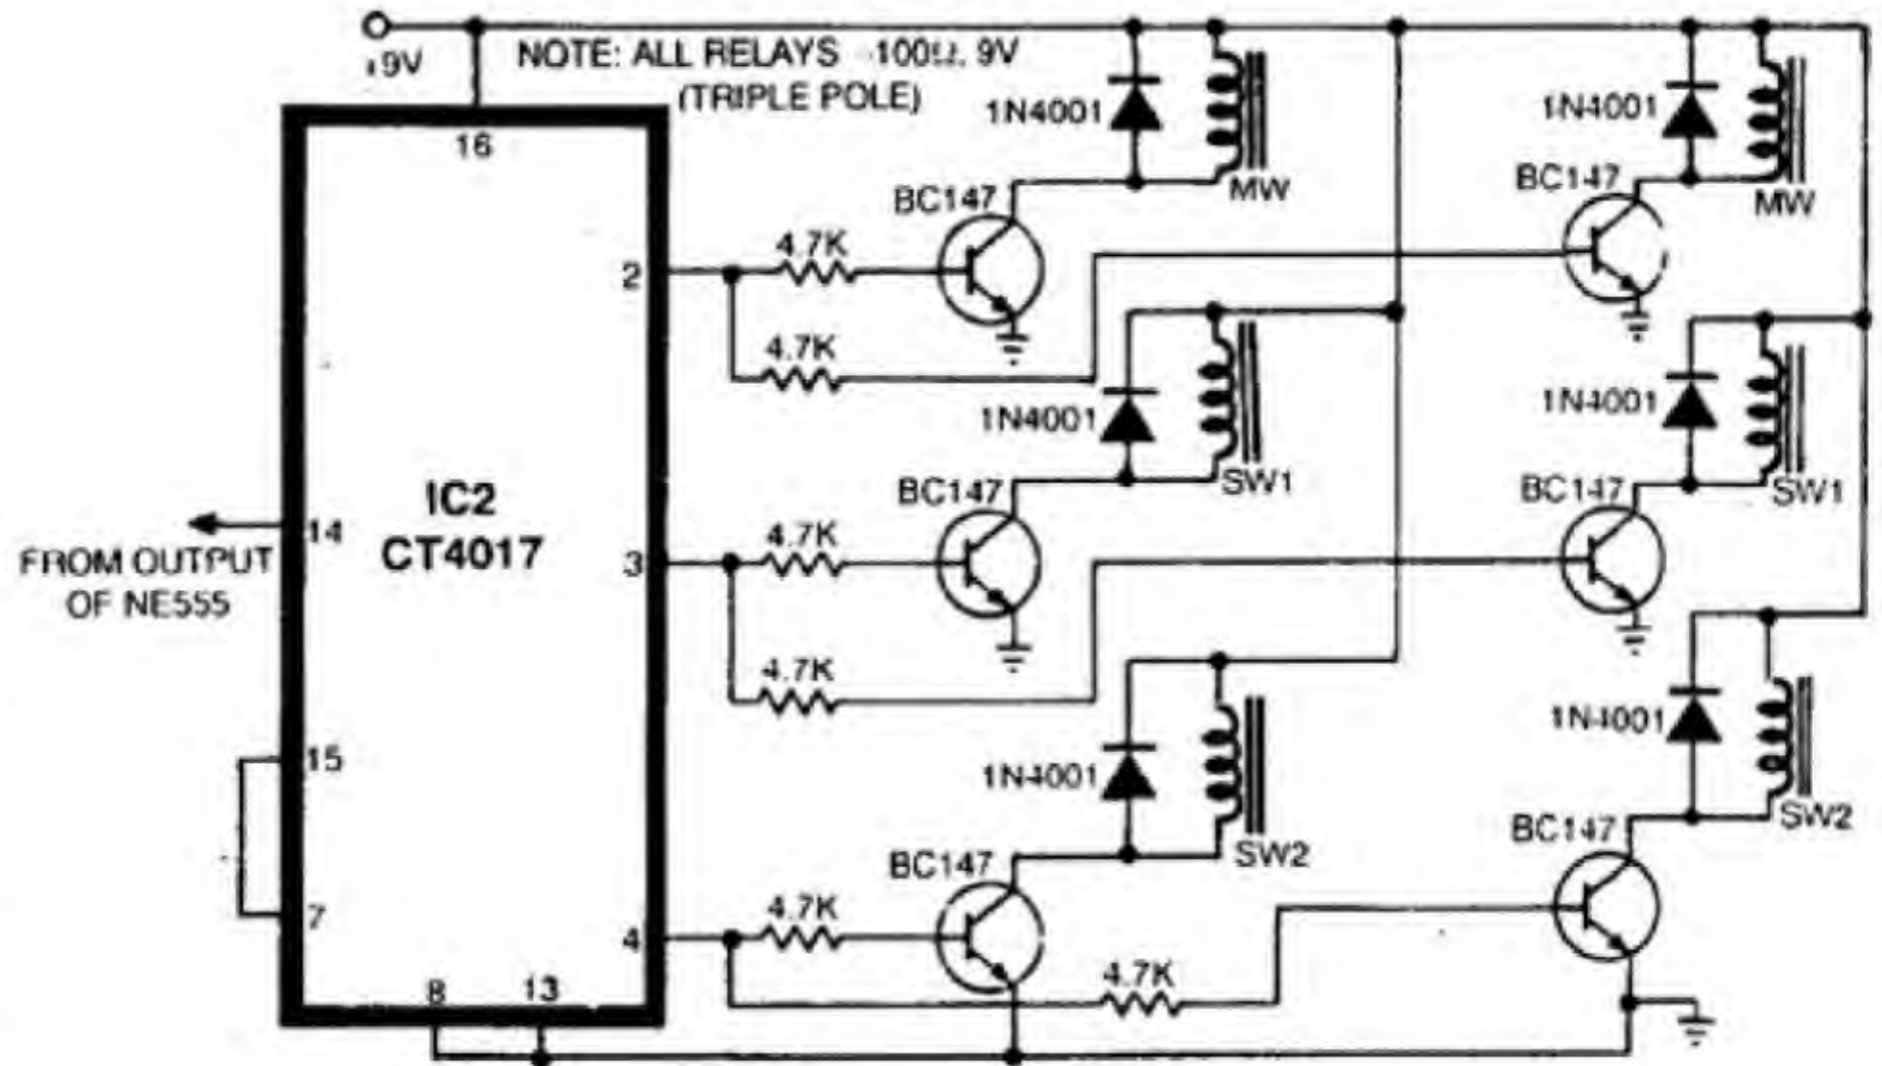 +9V
NOTE: ALL RELAYS -100Ω, 9V
(TRIPLE POLE)
16
1N4001
MW
1N4001
MW
BC147
BC147
2
4.7K
4.7K
1N4001
SW1
1N4001
SW1
BC147
BC147
IC2
CT4017
14
FROM OUTPUT
OF NE555
3
4.7K
4.7K
15
7
1N4001
SW2
1N4001
SW2
BC147
BC147
4
4.7K
4.7K
8
13